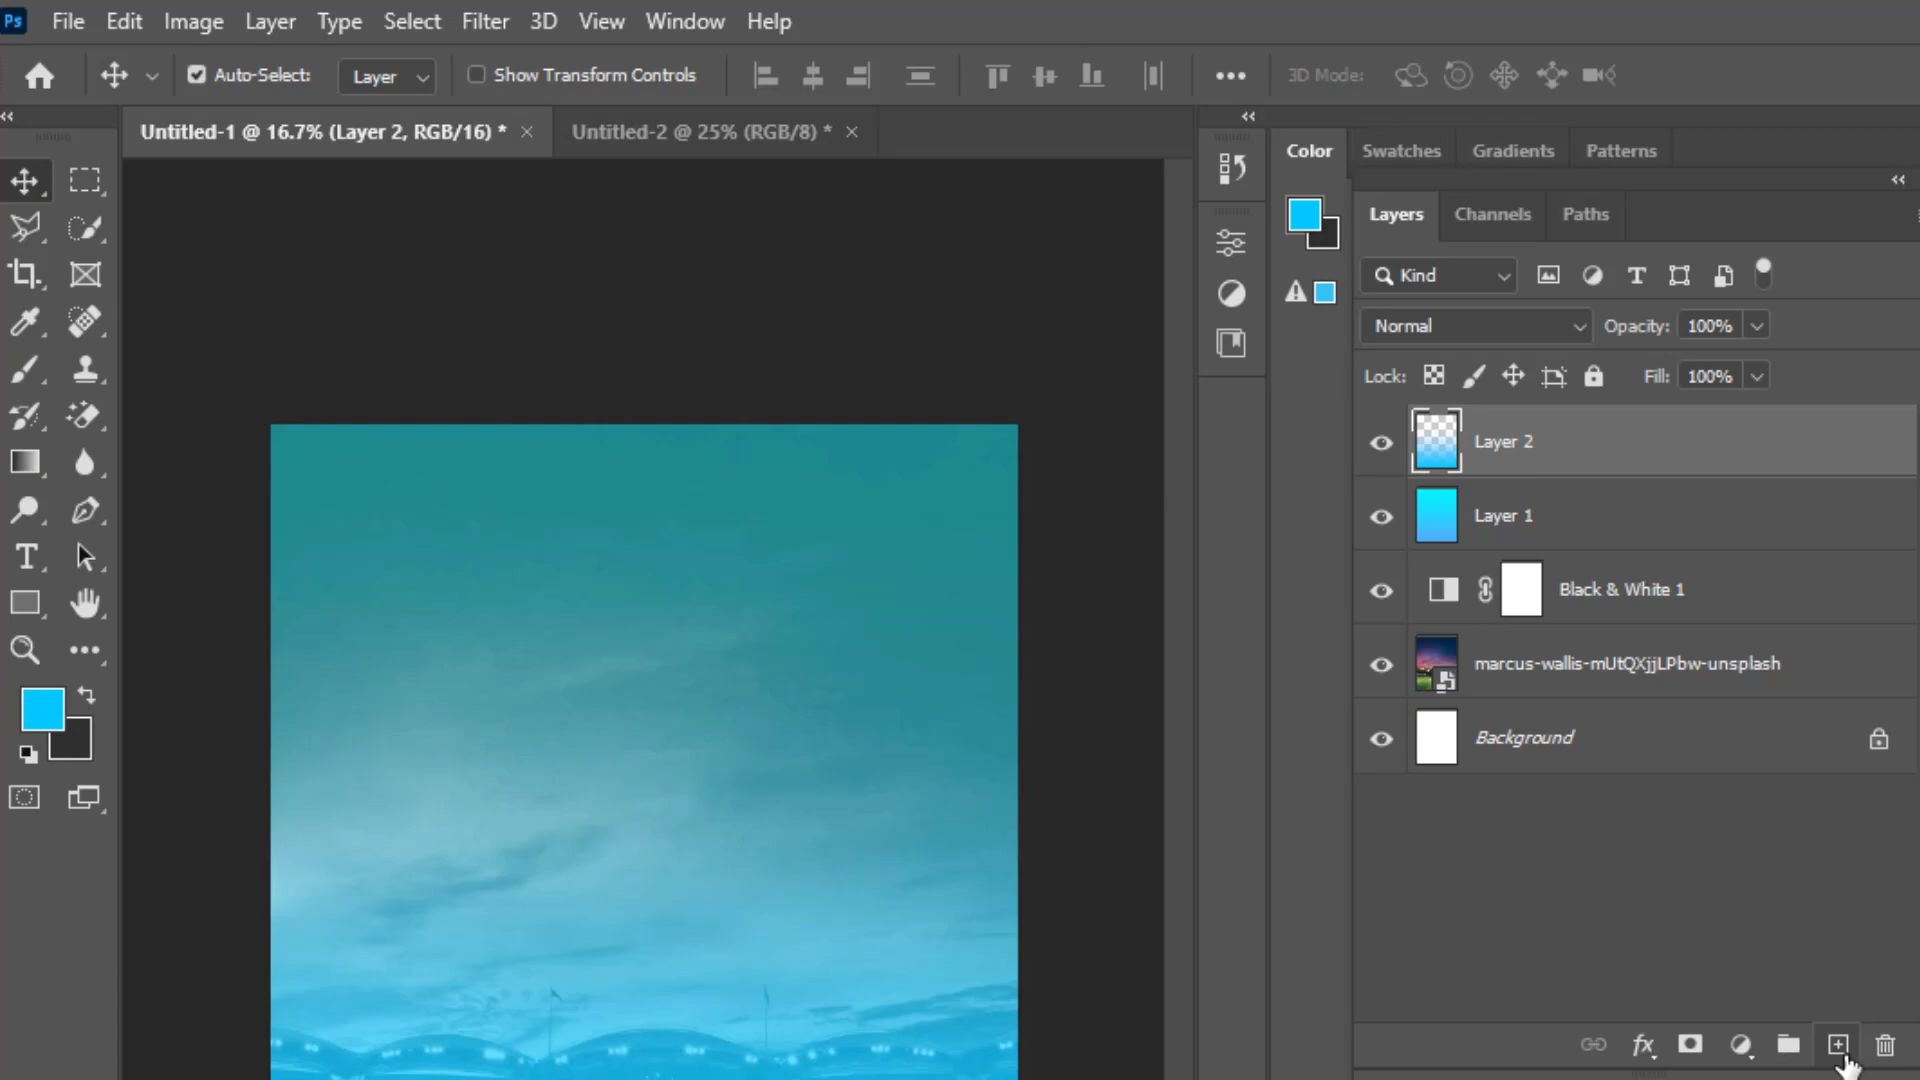 Ps File Edit Image Layer Type Select Filter 3D View Window Help
Auto-Select: Layer Show Transform Controls 3D Mode:
Untitled-1 @ 16.7% (Layer 2, RGB/16) * Untitled-2 @ 25% (RGB/8) *
Color Swatches Gradients Patterns
Layers Channels Paths
Kind
Normal Opacity: 100%
Lock: Fill: 100%
Layer 2
Layer 1
Black & White 1
marcus-wallis-mUtQXjjLPbw-unsplash
Background
fx